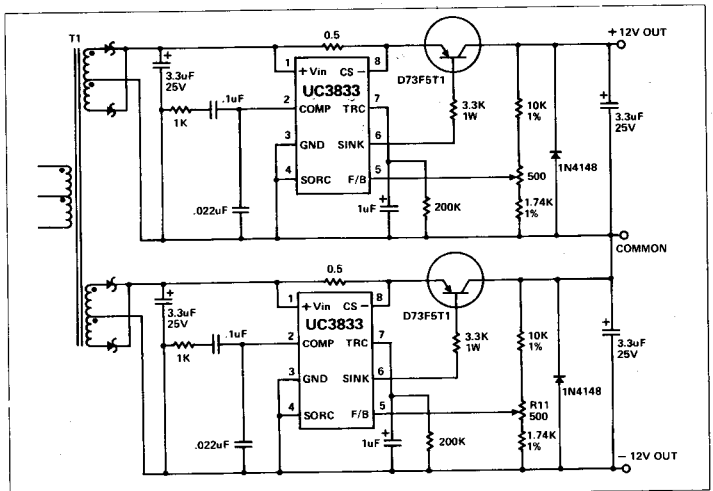 T1
0.5
+ 12V OUT
3.3uF
25V
1
+ Vin
CS −
8
D73F5T1
UC3833
.1uF
2
COMP
TRC
7
3.3K
1W
10K
1%
3.3uF
25V
1K
3
GND
SINK
6
4
SORC
F/B
5
500
1N4148
.022uF
1uF
200K
1.74K
1%
COMMON
0.5
3.3uF
25V
1
+ Vin
CS −
8
D73F5T1
UC3833
.1uF
2
COMP
TRC
7
3.3K
1W
10K
1%
3.3uF
25V
1K
3
GND
SINK
6
4
SORC
F/B
5
R11
500
1N4148
.022uF
1uF
200K
1.74K
1%
− 12V OUT